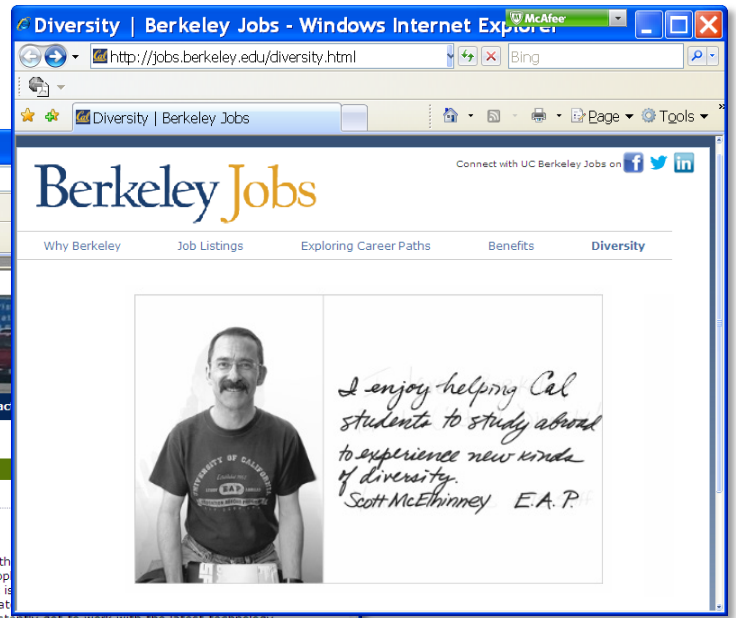 Diversity | Berkeley Jobs - Windows Internet Explorer
McAfee
http://jobs.berkeley.edu/diversity.html
Bing
Diversity | Berkeley Jobs
Page
Tools
Connect with UC Berkeley Jobs on
Berkeley Jobs
Why Berkeley
Job Listings
Exploring Career Paths
Benefits
Diversity
I enjoy helping Cal
students to study abroad
to experience new kinds
of diversity.
Scott McElhinney E.A.P.
UNIVERSITY OF CALIFORNIA
EAP